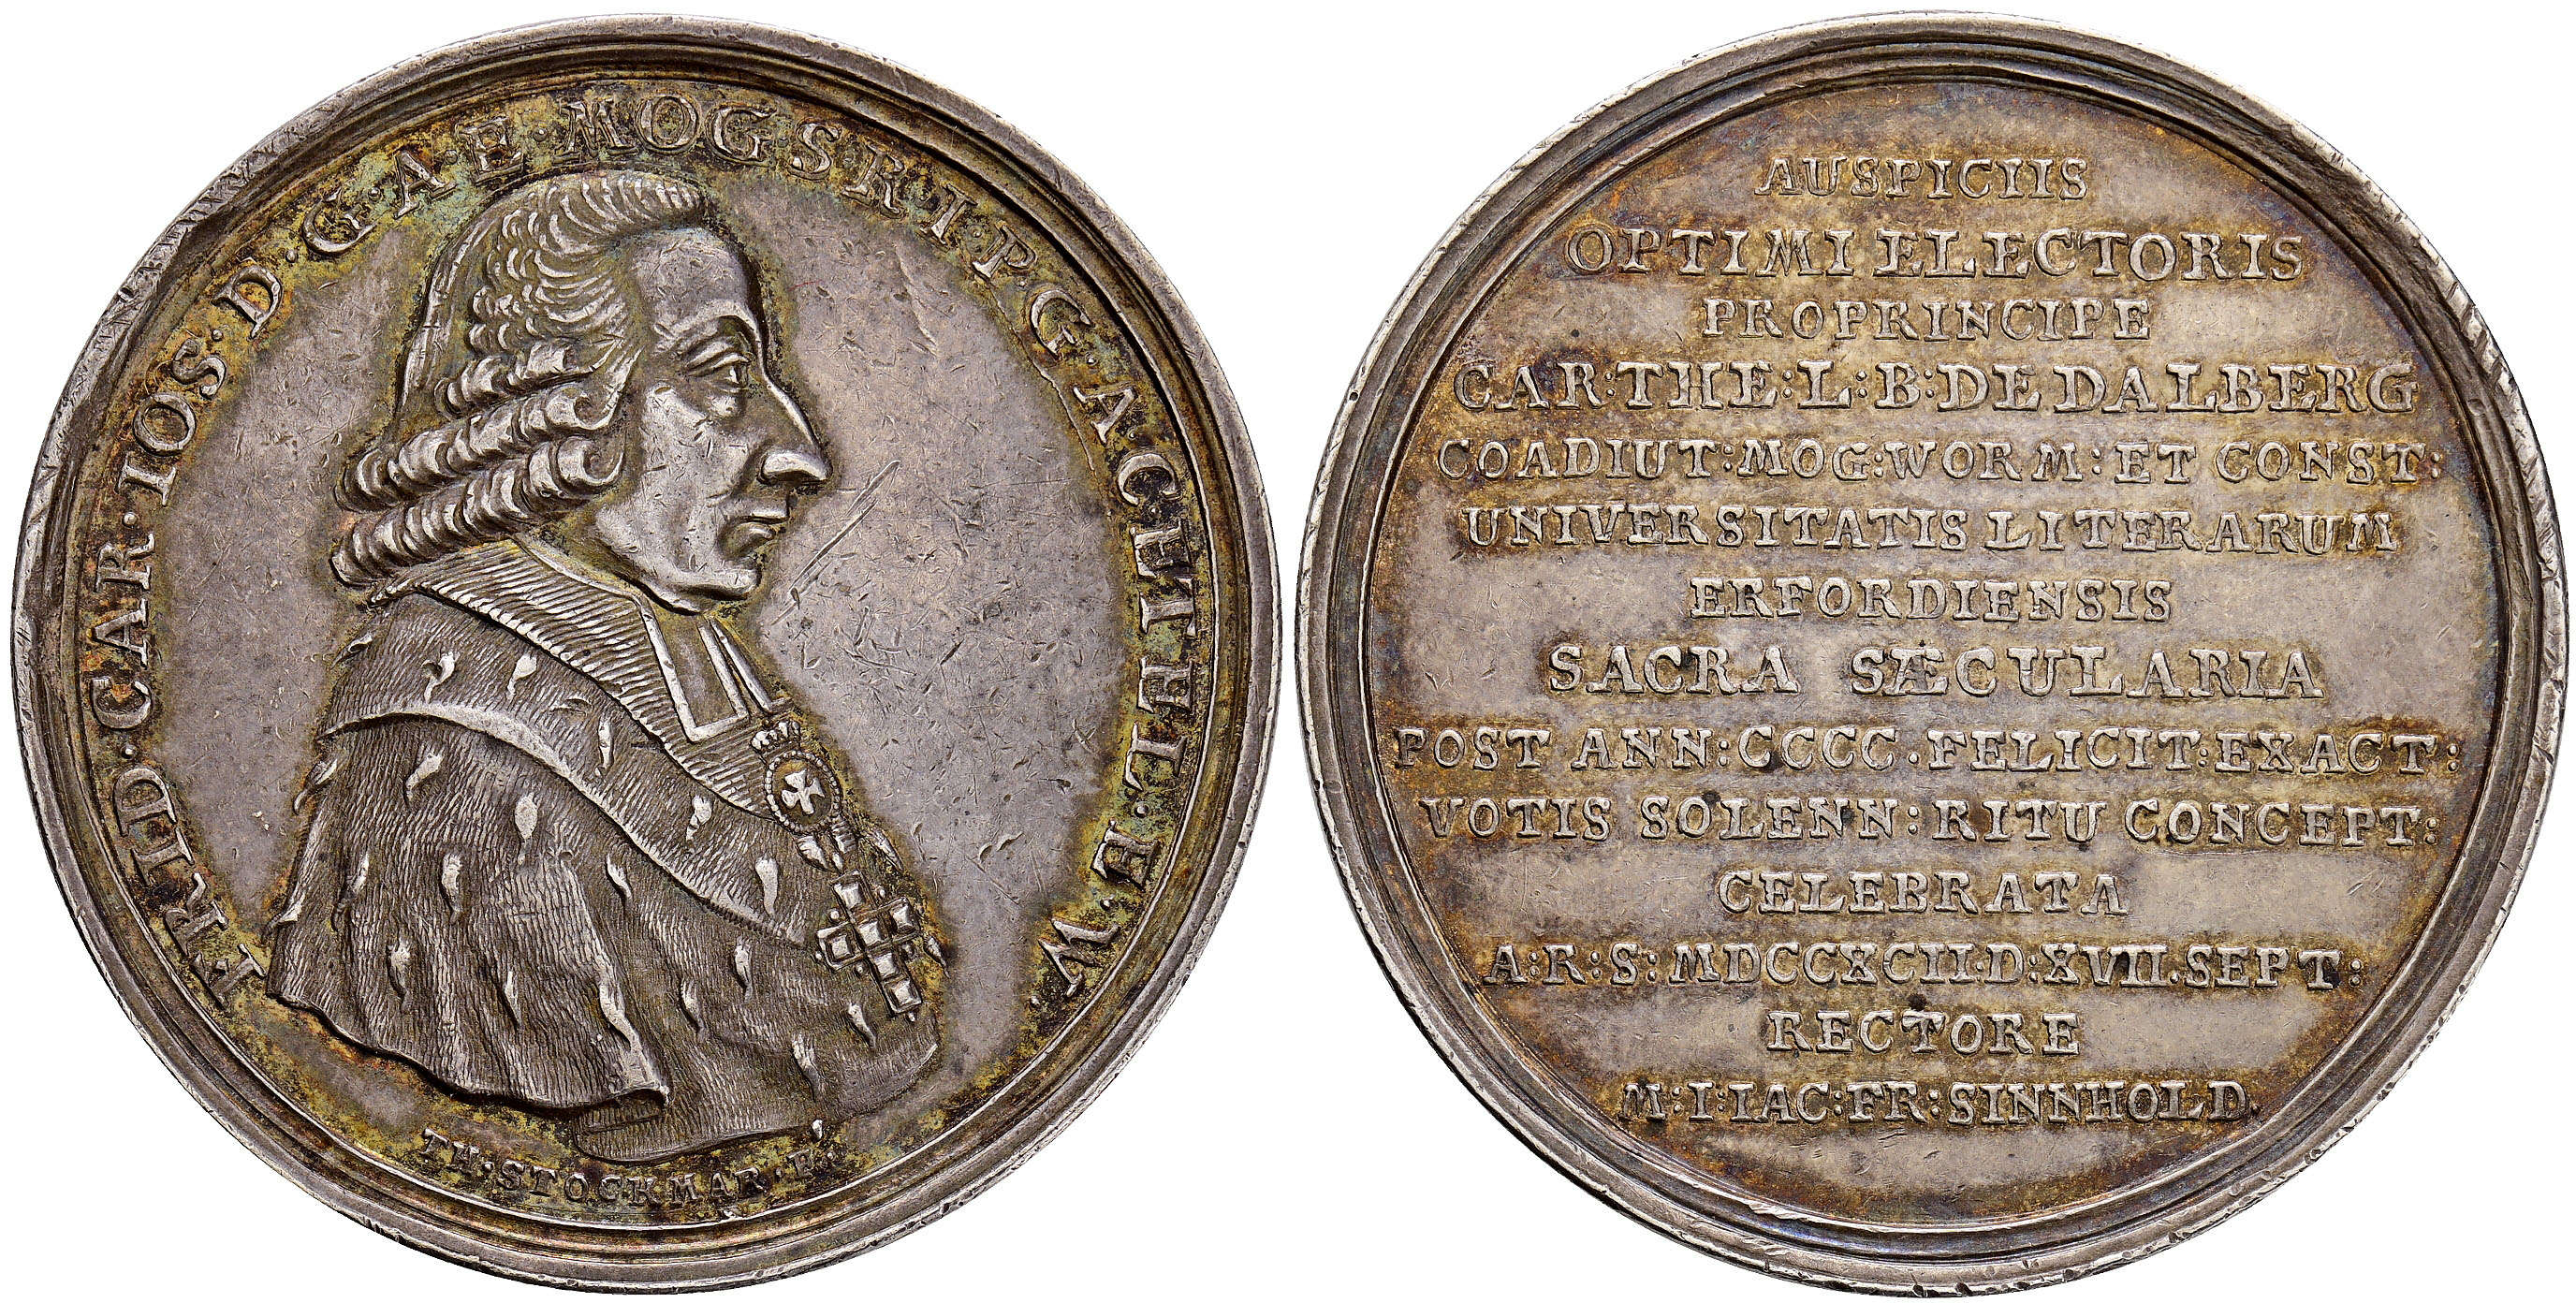 FRID·CAR·IOS·D·G·A·E·MOG·S·R·I·P·G·A·C·ET·EL·E·W·
TH·STOCKMAR·F·
AUSPICIIS
OPTIMI ELECTORIS
PROPRINCIPE
CAR:THE:L:B:DE DALBERG
COADIUT:MOG:WORM:ET CONST:
UNIVERSITATIS LITERARUM
ERFORDIENSIS
SACRA SÆCULARIA
POST ANN:CCCC·FELICIT:EXACT:
VOTIS SOLENN:RITU CONCEPT:
CELEBRATA
A:R:S:MDCCXCII·D:XVII.SEPT:
RECTORE
M:I:IAC:FR:SINNHOLD.